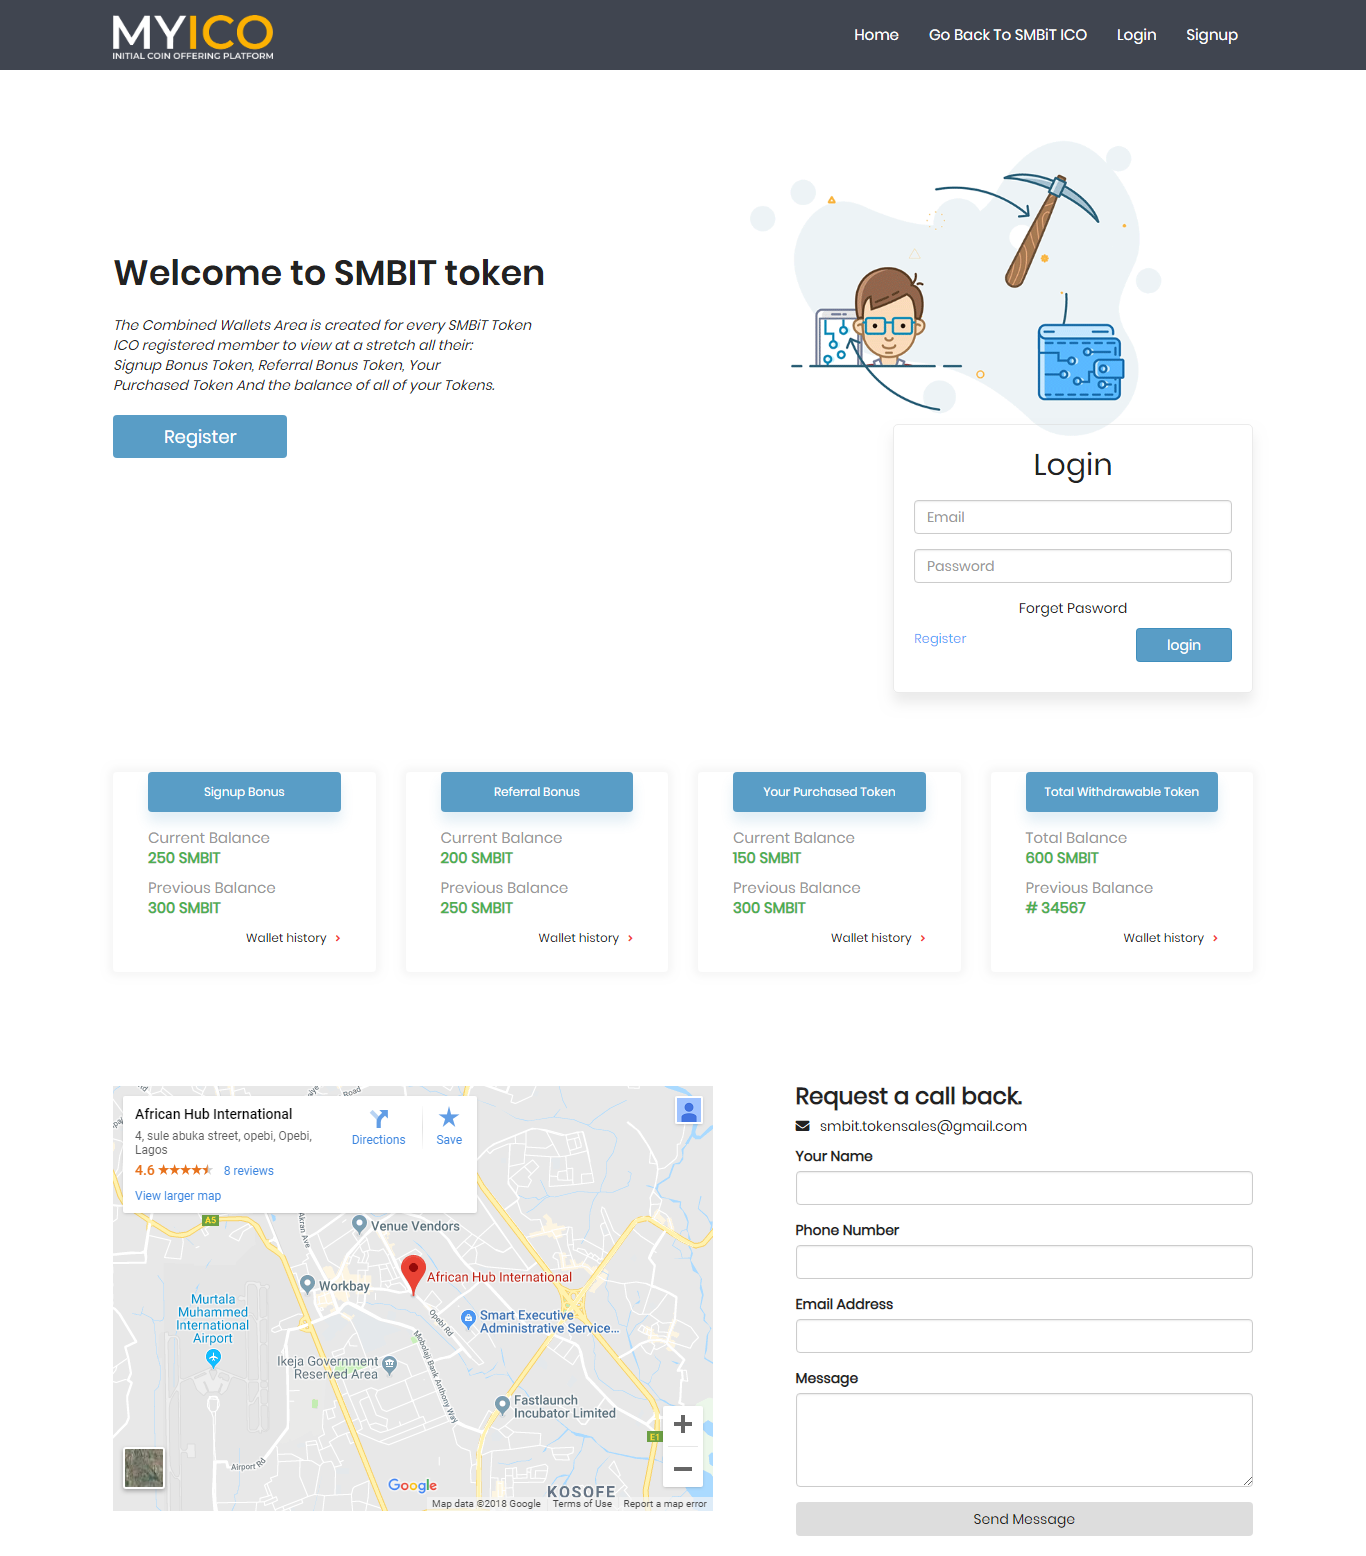 MYICO
INITIAL COIN OFFERING PLATFORM
Home
Go Back To SMBiT ICO
Login
Signup
Welcome to SMBIT token
The Combined Wallets Area is created for every SMBiT Token
ICO registered member to view at a stretch all their:
Signup Bonus Token, Referral Bonus Token, Your
Purchased Token And the balance of all of your Tokens.
Register
Login
Email
Password
Forget Pasword
Register
login
Signup Bonus
Current Balance
250 SMBIT
Previous Balance
300 SMBIT
Wallet history
Referral Bonus
Current Balance
200 SMBIT
Previous Balance
250 SMBIT
Wallet history
Your Purchased Token
Current Balance
150 SMBIT
Previous Balance
300 SMBIT
Wallet history
Total Withdrawable Token
Total Balance
600 SMBIT
Previous Balance
# 34567
Wallet history
African Hub International
4, sule abuka street, opebi, Opebi,
Lagos
4.6
8 reviews
View larger map
Directions
Save
Road
A5
Akran Ave
Venue Vendors
African Hub International
Workbay
Murtala
Muhammed
International
Airport
Opebi Rd
Smart Executive
Administrative Service...
Mobolaji Bank Anthony Way
Ikeja Government
Reserved Area
Fastlaunch
Incubator Limited
E1
Airport Rd
Google
KOSOFE
Map data ©2018 Google
Terms of Use
Report a map error
Request a call back.
smbit.tokensales@gmail.com
Your Name
Phone Number
Email Address
Message
Send Message